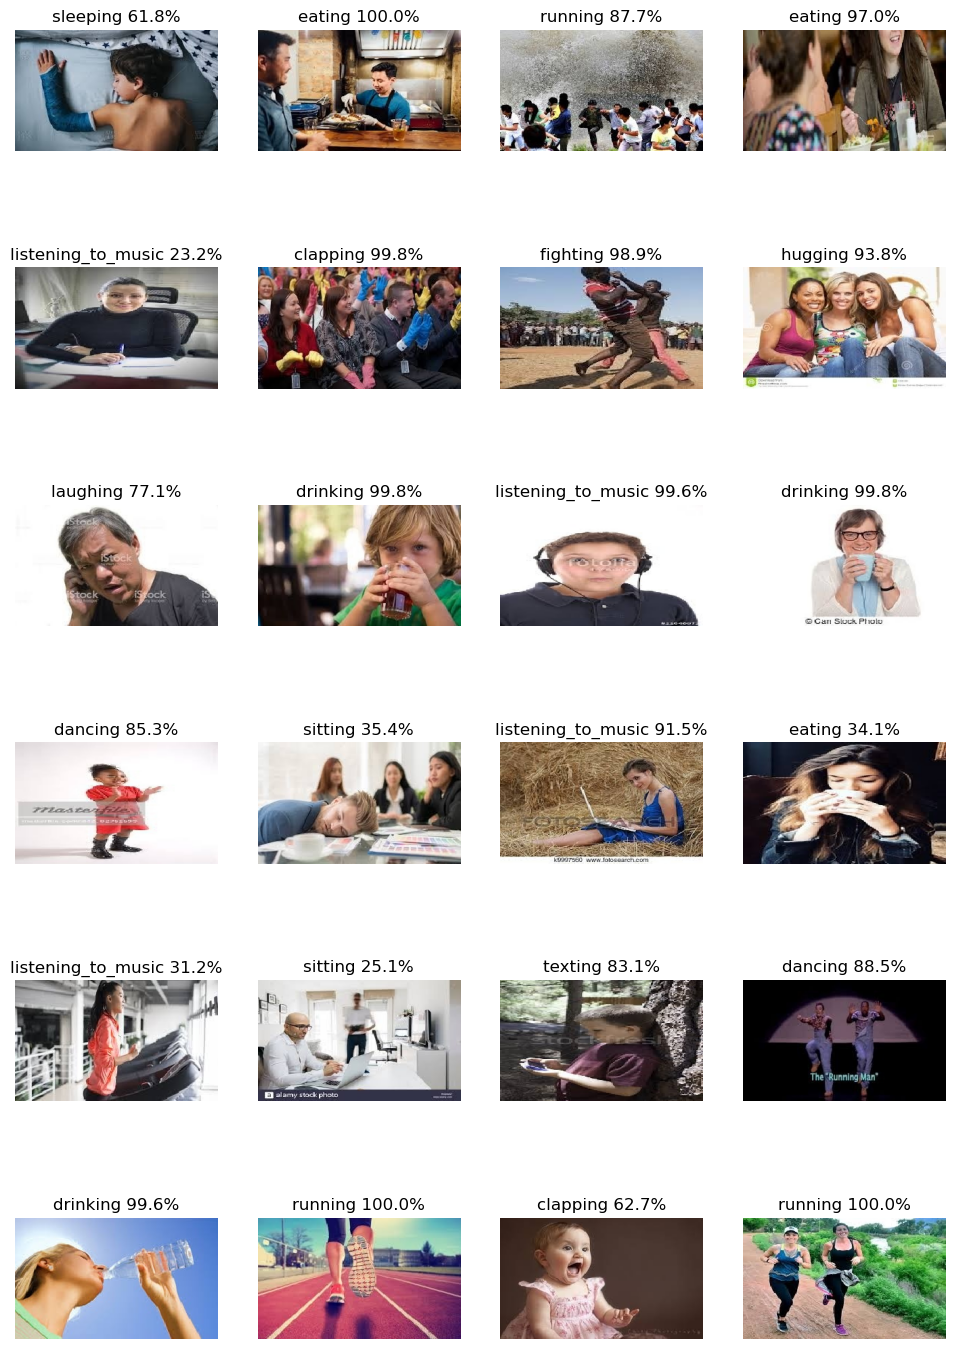 sleeping 61.8%
eating 100.0%
running 87.7%
eating 97.0%
listening_to_music 23.2%
clapping 99.8%
fighting 98.9%
hugging 93.8%
laughing 77.1%
drinking 99.8%
listening_to_music 99.6%
drinking 99.8%
iStock
iStock
iStock
© Can Stock Photo
dancing 85.3%
sitting 35.4%
listening_to_music 91.5%
eating 34.1%
Masterfile
FOTOSEARCH
k9997560 www.fotosearch.com
listening_to_music 31.2%
sitting 25.1%
texting 83.1%
dancing 88.5%
a alamy stock photo
The "Running Man"
drinking 99.6%
running 100.0%
clapping 62.7%
running 100.0%